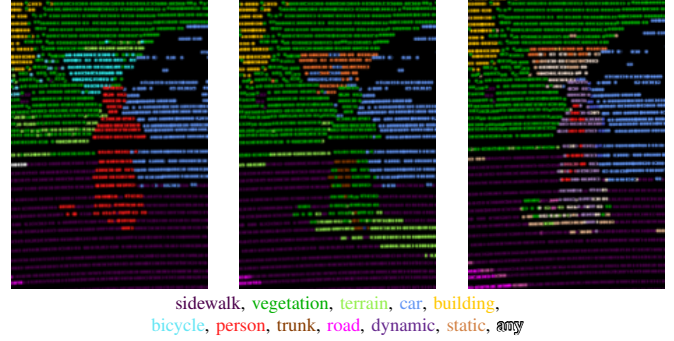 sidewalk, vegetation, terrain, car, building,
bicycle, person, trunk, road, dynamic, static, any